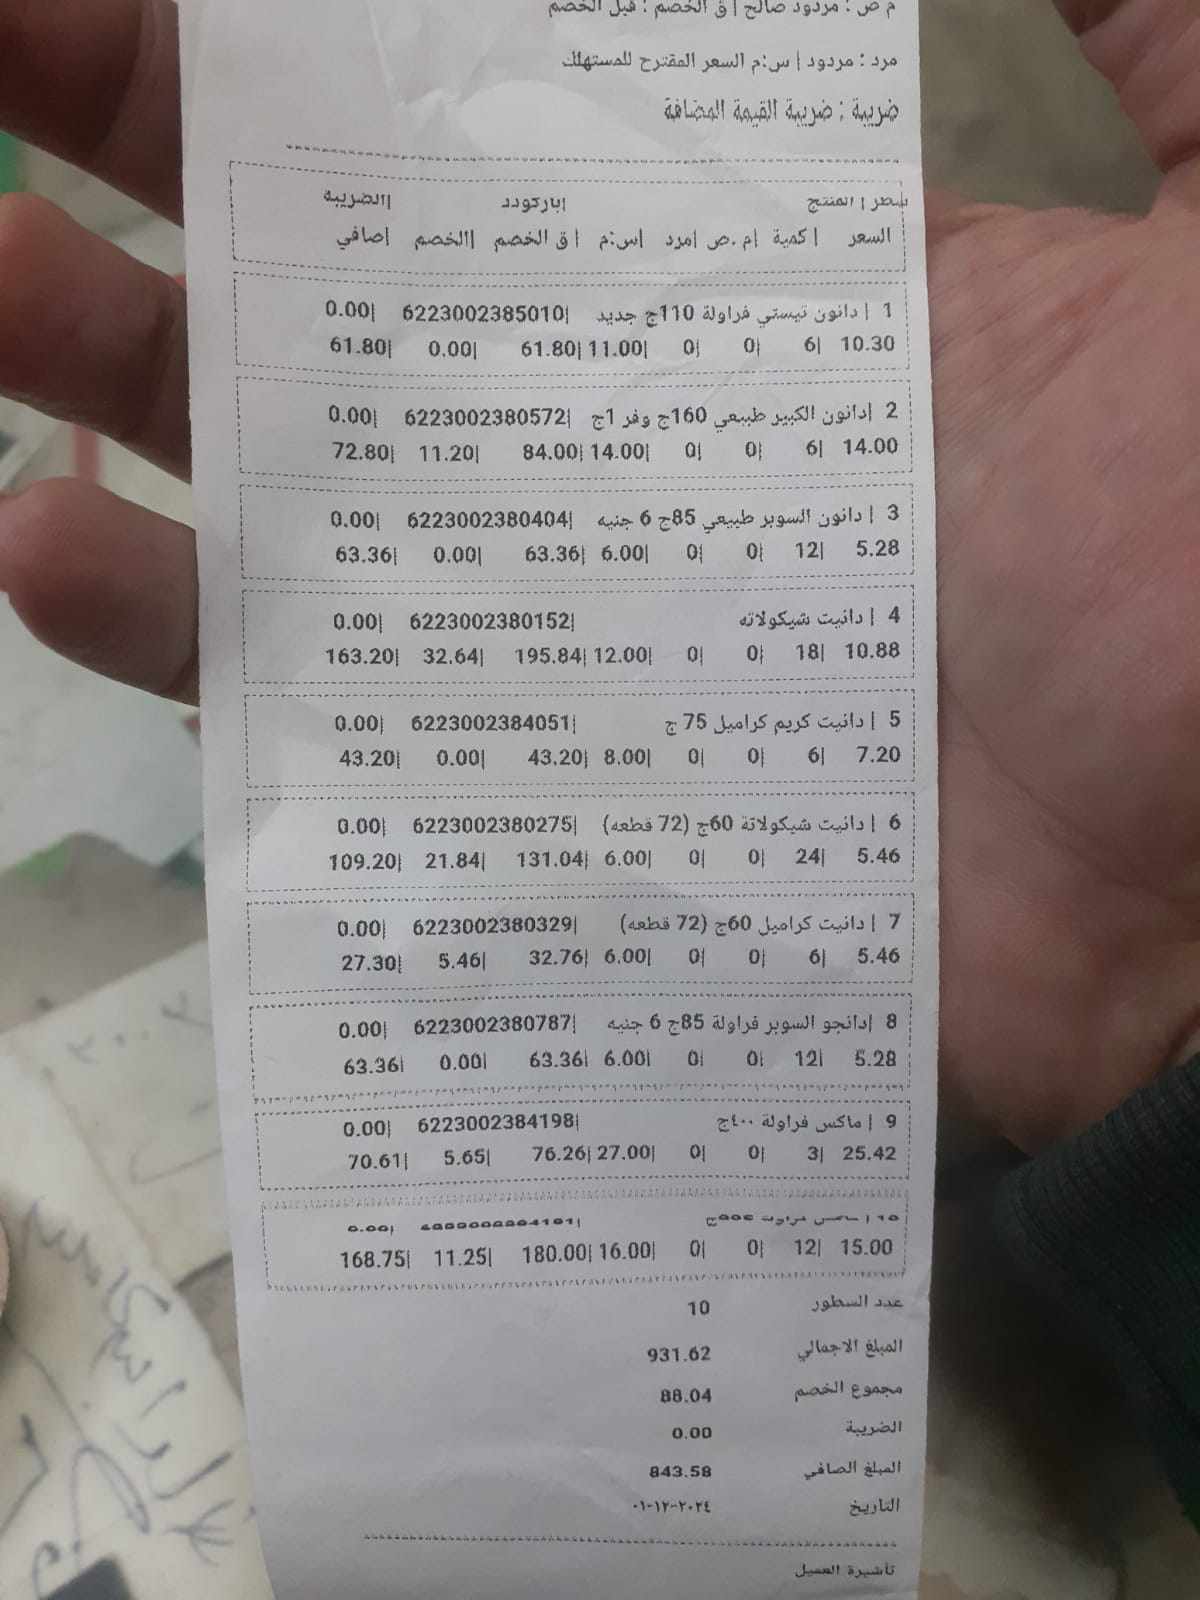 م ص : مردود صالح | ق الخصم : قبل الخصم
مرد : مردود | س:م السعر المقترح للمستهلك
ضريبة : ضريبة القيمة المضافة
سطر | المنتج |باركودد |الضريبه
السعر | كمية |م .ص |مرد |س:م | ق الخصم |الخصم |صافي
1 | دانون تيستي فراولة 110ج جديد |6223002385010 |0.00
10.30 |6 |0 |0 |11.00 |61.80 |0.00 |61.80
2 |دانون الكبير طبيعي 160ج وفر 1ج |6223002380572 |0.00
14.00 |6 |0 |0 |14.00 |84.00 |11.20 |72.80
3 | دانون السوبر طبيعي 85ج 6 جنيه |6223002380404 |0.00
5.28 |12 |0 |0 |6.00 |63.36 |0.00 |63.36
4 | دانيت شيكولاته |6223002380152 |0.00
10.88 |18 |0 |0 |12.00 |195.84 |32.64 |163.20
5 | دانيت كريم كراميل 75 ج |6223002384051 |0.00
7.20 |6 |0 |0 |8.00 |43.20 |0.00 |43.20
6 | دانيت شيكولاتة 60ج (72 قطعه) |6223002380275 |0.00
5.46 |24 |0 |0 |6.00 |131.04 |21.84 |109.20
7 | دانيت كراميل 60ج (72 قطعه) |6223002380329 |0.00
5.46 |6 |0 |0 |6.00 |32.76 |5.46 |27.30
8 |دانجو السوبر فراولة 85ج 6 جنيه |6223002380787 |0.00
5.28 |12 |0 |0 |6.00 |63.36 |0.00 |63.36
9 | ماكس فراولة ٤٠٠ج |6223002384198 |0.00
25.42 |3 |0 |0 |27.00 |76.26 |5.65 |70.61
10 | فراولة |0.00
15.00 |12 |0 |0 |16.00 |180.00 |11.25 |168.75
عدد السطور 10
المبلغ الاجمالي 931.62
مجموع الخصم 88.04
الضريبة 0.00
المبلغ الصافي 843.58
التاريخ ٢٠٢٤-١٢-٠١
تأشيرة العميل